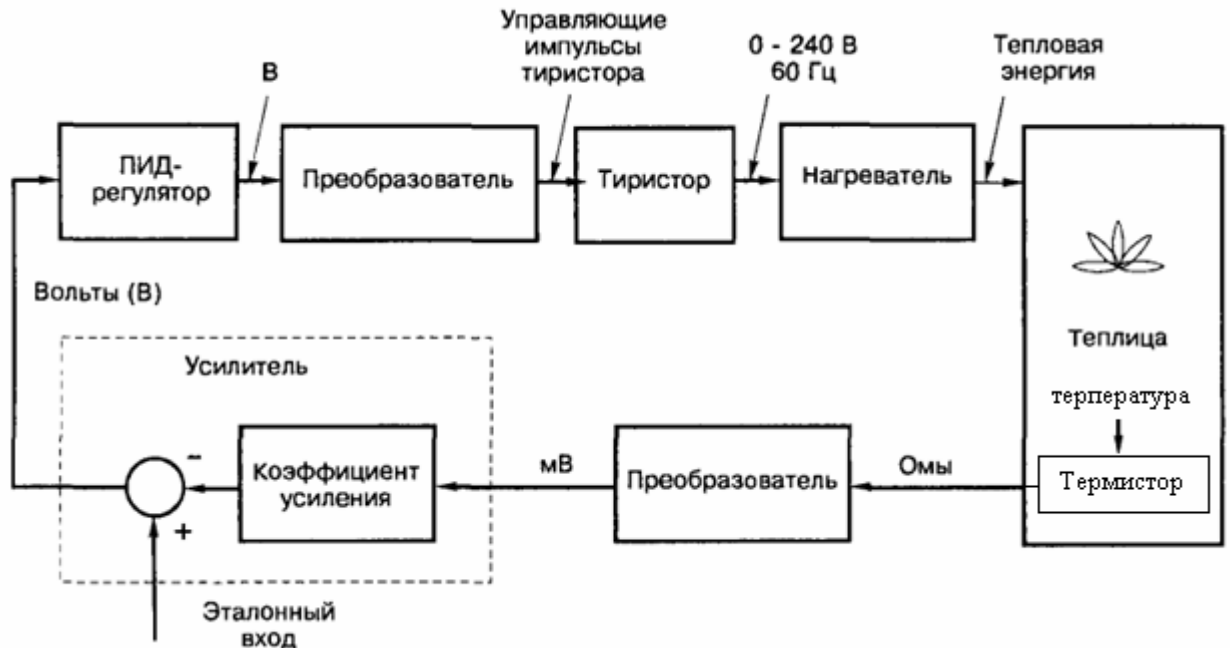 Управляющие
импульсы
тиристора
0 - 240 В
60 Гц
Тепловая
энергия
В
ПИД-
регулятор
Преобразователь
Тиристор
Нагреватель
Вольты (В)
Теплица
Усилитель
терпература
Термистор
-
+
Коэффициент
усиления
мВ
Преобразователь
Омы
Эталонный
вход